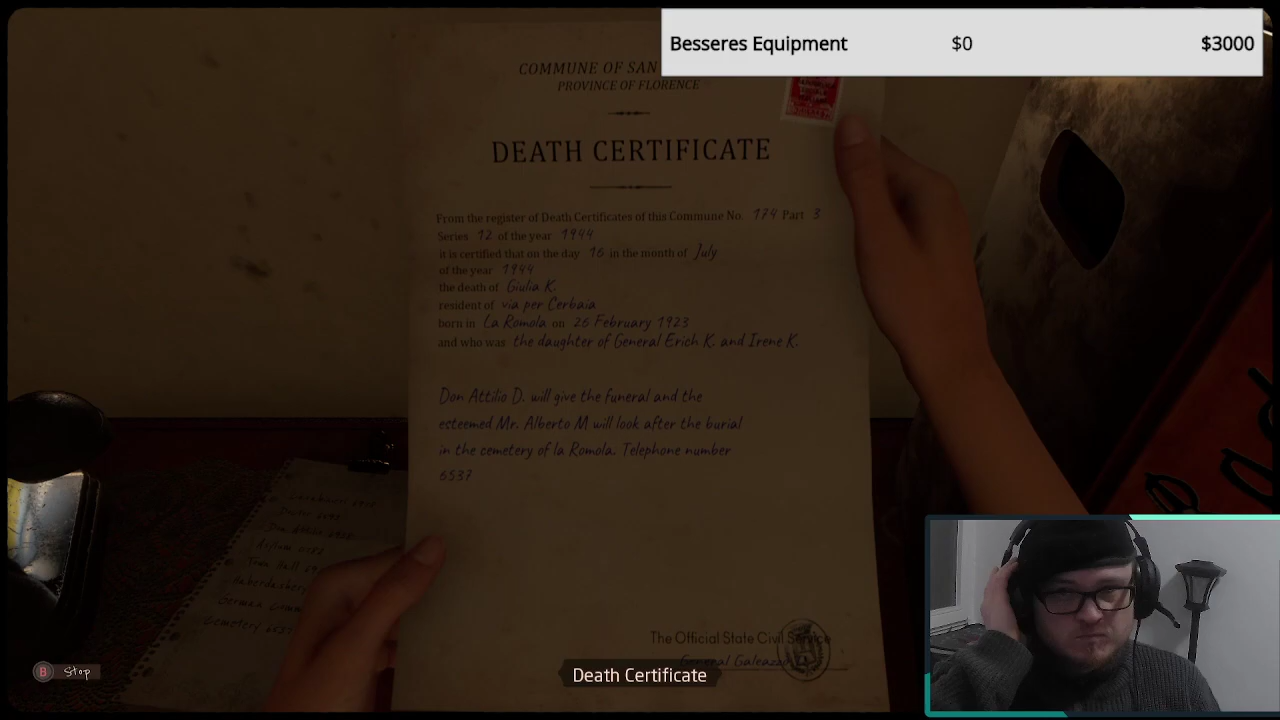 Besseres Equipment $0 $3000
COMMUNE OF SAN
PROVINCE OF FLORENCE
DEATH CERTIFICATE
From the register of Death Certificates of this Commune No. 174 Part 3
Series 12 of the year 1944
it is certified that on the day 16 in the month of July
of the year 1944
the death of Giulia K.
resident of via per Cerbaia
born in La Romola on 26 February 1923
and who was the daughter of General Erich K. and Irene K.
Don Attilio D. will give the funeral and the
esteemed Mr. Alberto M will look after the burial
in the cemetery of la Romola. Telephone number
6537
Cemetery 6537
The Official State Civil Service
General Galeazzo
B Stop
Death Certificate